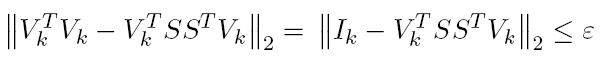 ‖V_k^T V_k − V_k^T S S^T V_k‖_2 = ‖I_k − V_k^T S S^T V_k‖_2 ≤ ε